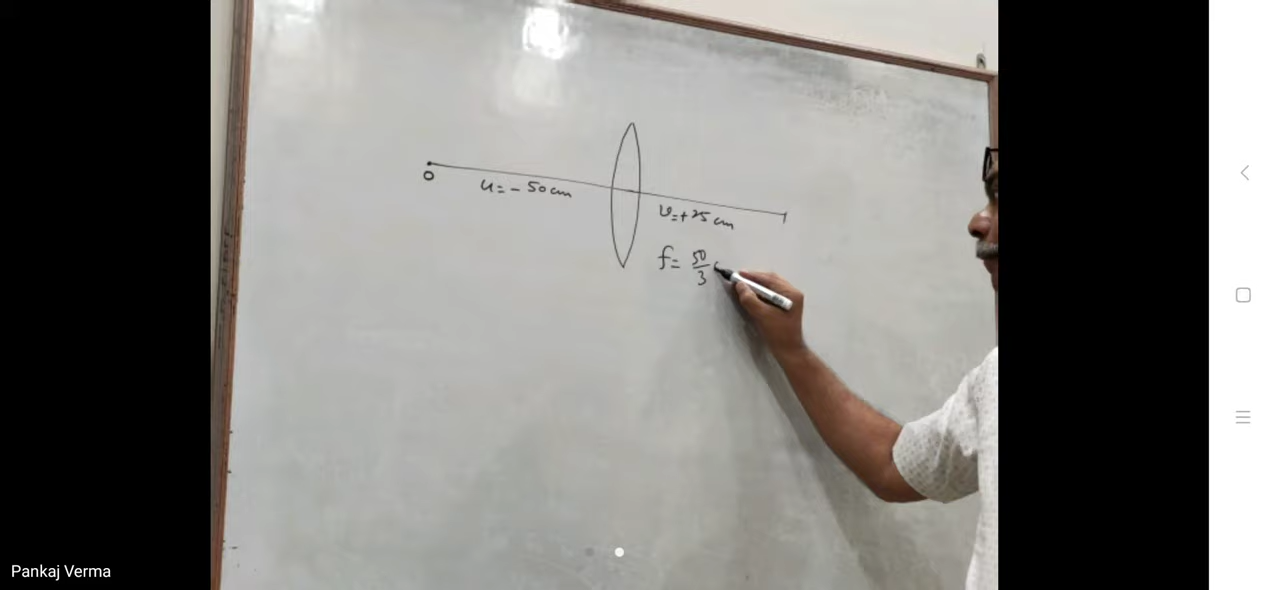 O
u = - 50 cm
v = + 25 cm
f = 50/3
Pankaj Verma